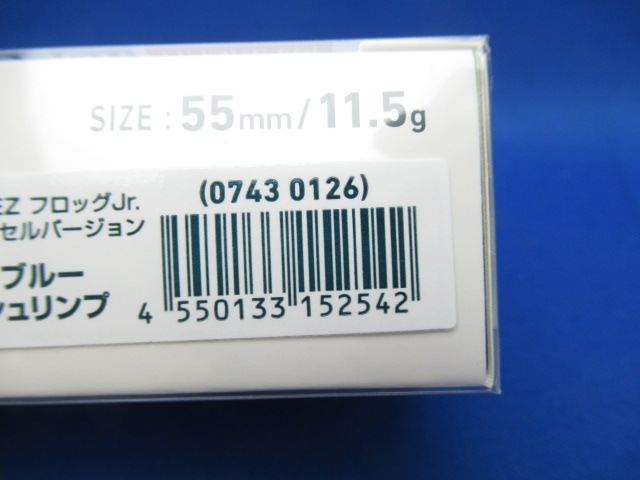 SIZE : 55mm/11.5g
(0743 0126)
EZ フロッグJr.
セルバージョン
ブルー
シュリンプ
4 550133 152542